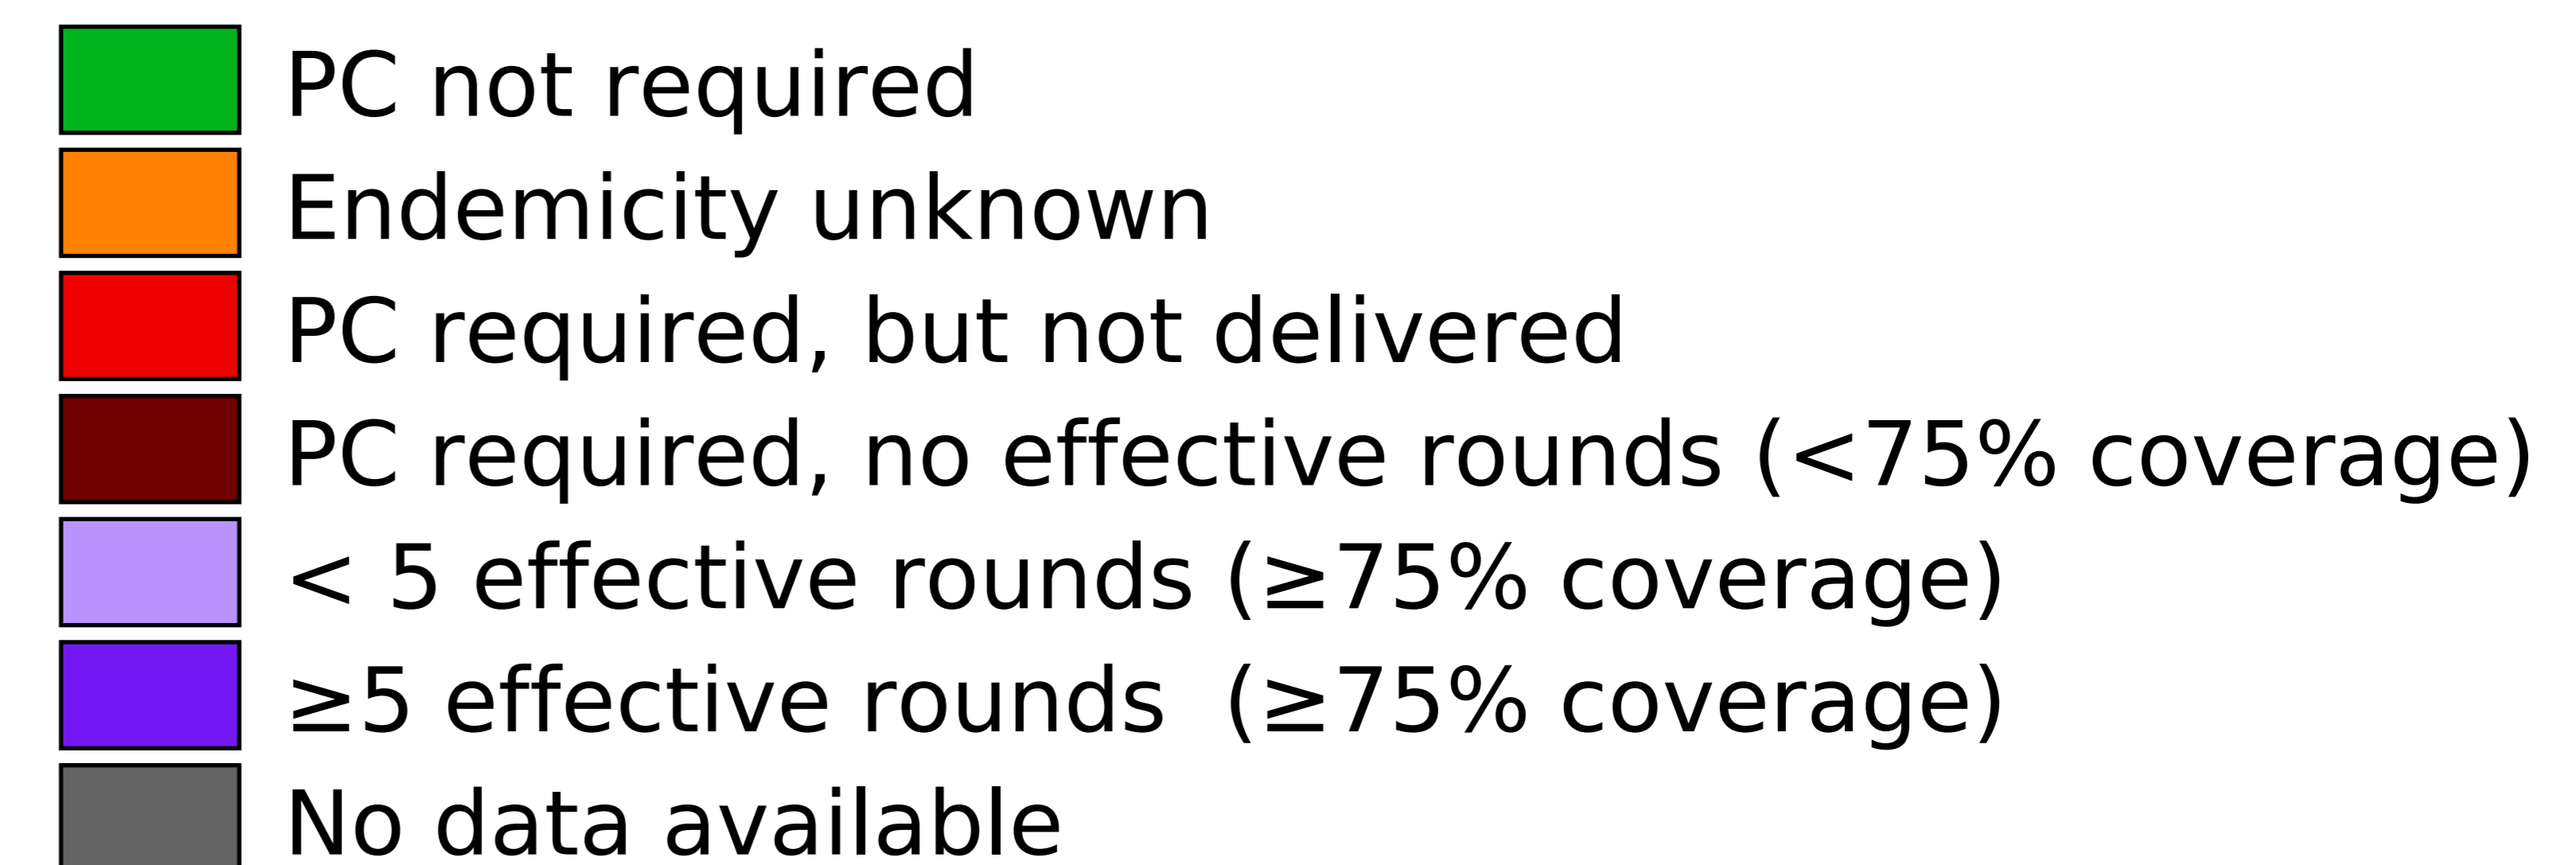 PC not required
Endemicity unknown
PC required, but not delivered
PC required, no effective rounds (<75% coverage)
< 5 effective rounds (≥75% coverage)
≥5 effective rounds  (≥75% coverage)
No data available